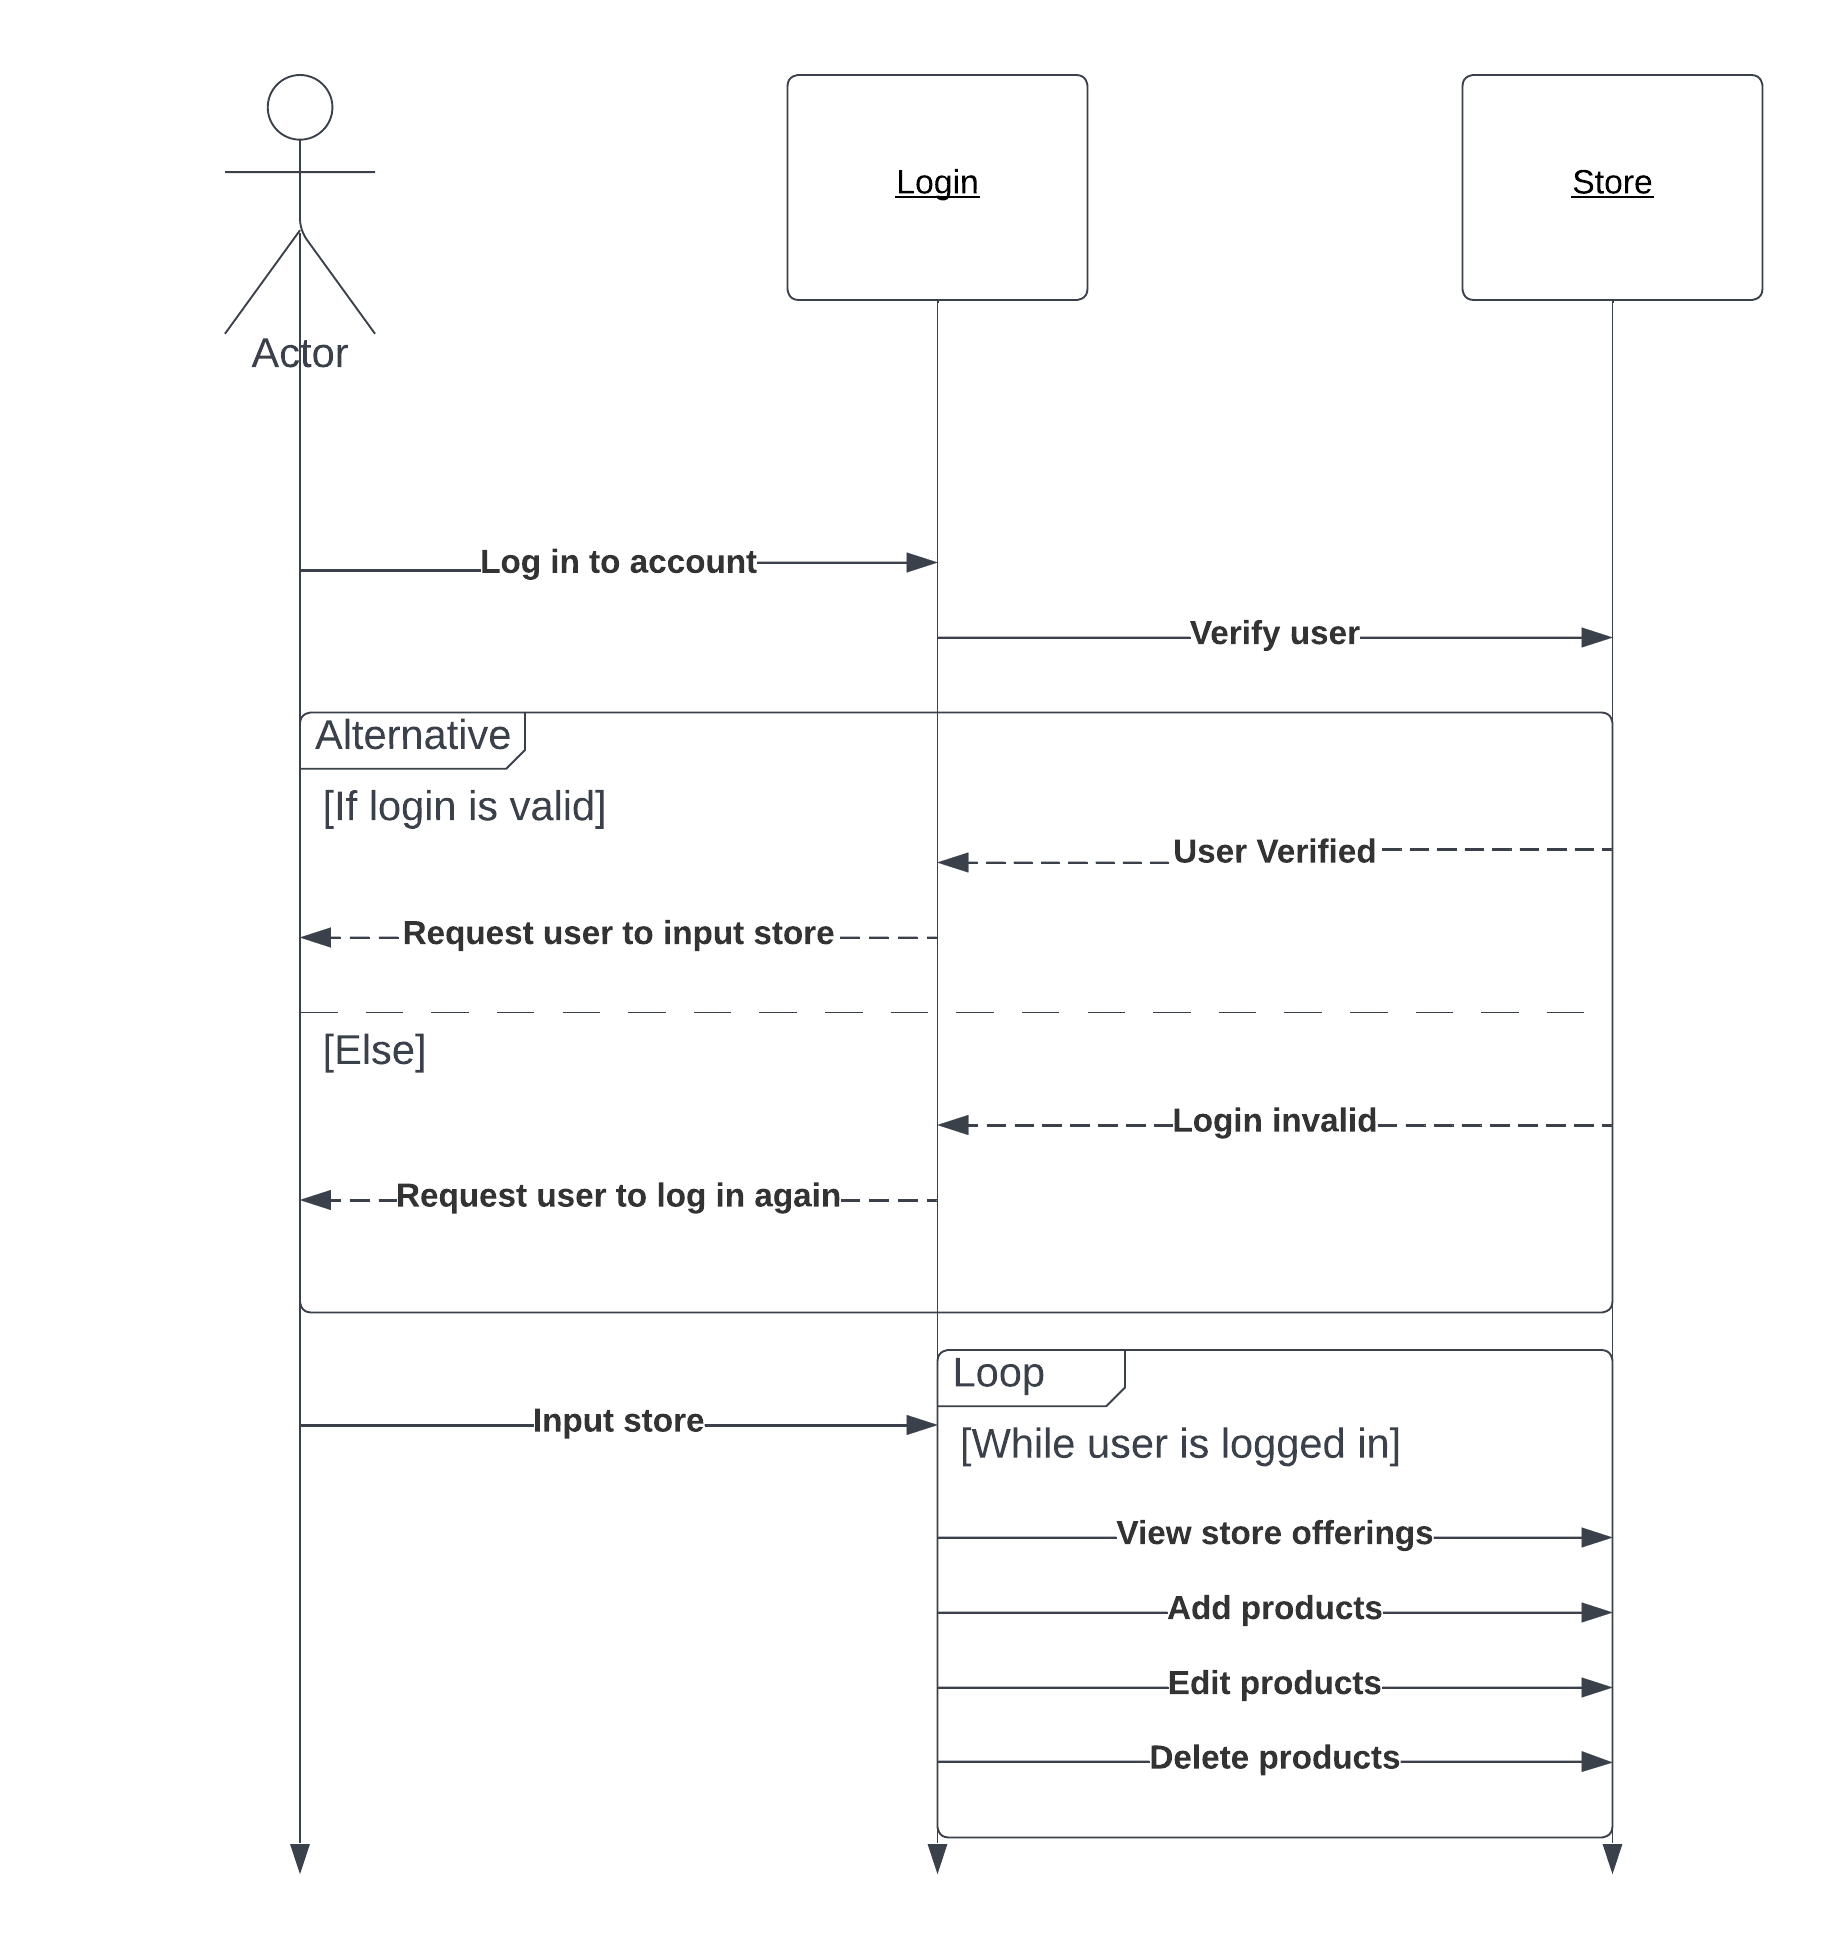 Login
Store
Actor
Log in to account
Verify user
Alternative
[If login is valid]
User Verified
Request user to input store
[Else]
Login invalid
Request user to log in again
Loop
Input store
[While user is logged in]
View store offerings
Add products
Edit products
Delete products